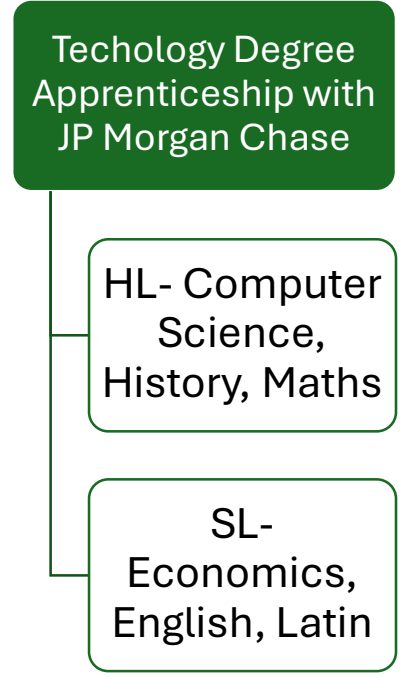 Techology Degree
Apprenticeship with
JP Morgan Chase
HL- Computer
Science,
History, Maths
SL-
Economics,
English, Latin